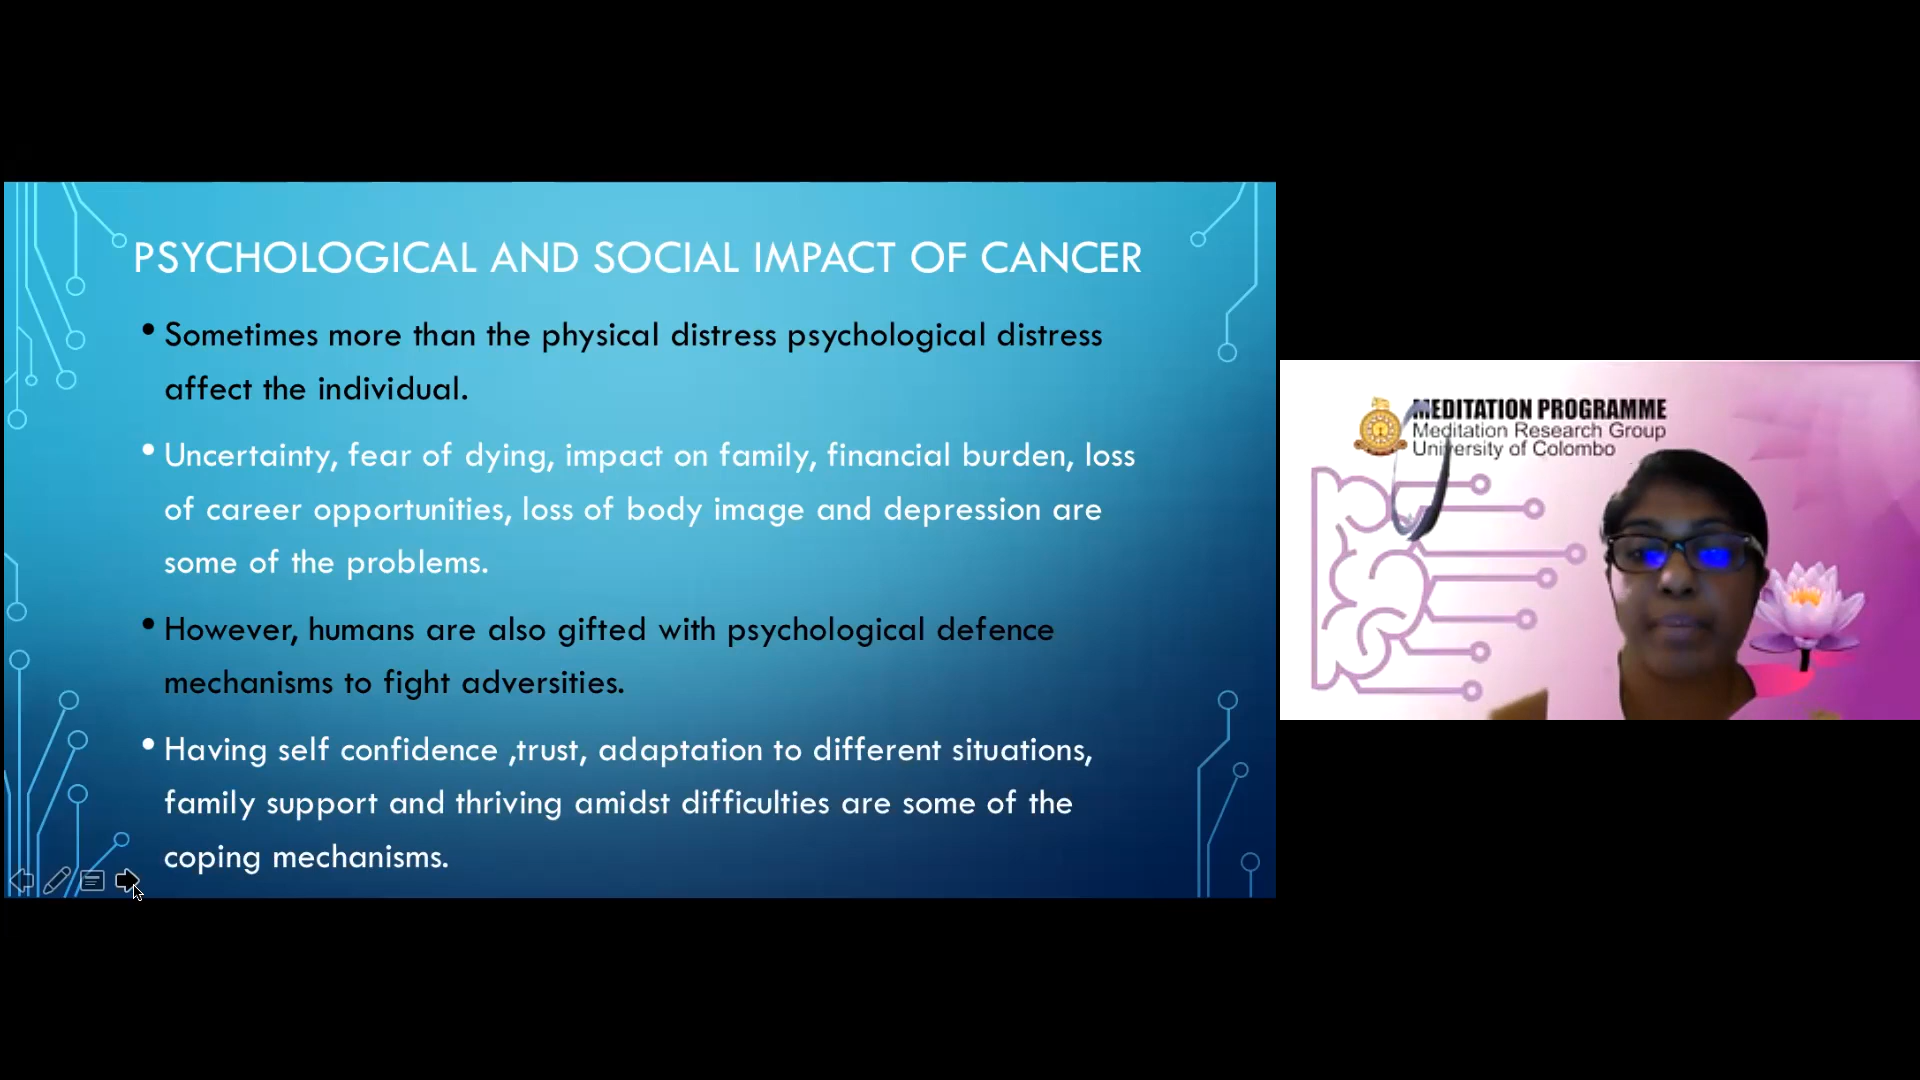 PSYCHOLOGICAL AND SOCIAL IMPACT OF CANCER
• Sometimes more than the physical distress psychological distress
affect the individual.
• Uncertainty, fear of dying, impact on family, financial burden, loss
of career opportunities, loss of body image and depression are
some of the problems.
• However, humans are also gifted with psychological defence
mechanisms to fight adversities.
• Having self confidence ,trust, adaptation to different situations,
family support and thriving amidst difficulties are some of the
coping mechanisms.
MEDITATION PROGRAMME
Meditation Research Group
University of Colombo